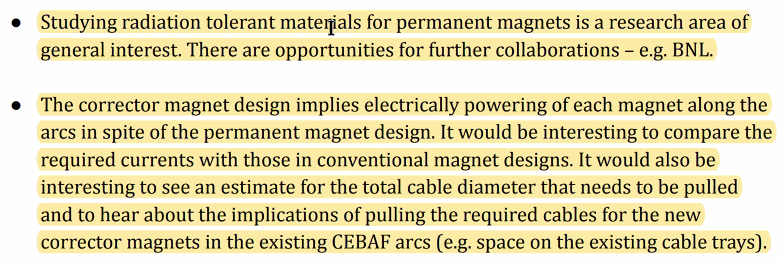 ● Studying radiation tolerant materials for permanent magnets is a research area of
general interest. There are opportunities for further collaborations – e.g. BNL.
● The corrector magnet design implies electrically powering of each magnet along the
arcs in spite of the permanent magnet design. It would be interesting to compare the
required currents with those in conventional magnet designs. It would also be
interesting to see an estimate for the total cable diameter that needs to be pulled
and to hear about the implications of pulling the required cables for the new
corrector magnets in the existing CEBAF arcs (e.g. space on the existing cable trays).